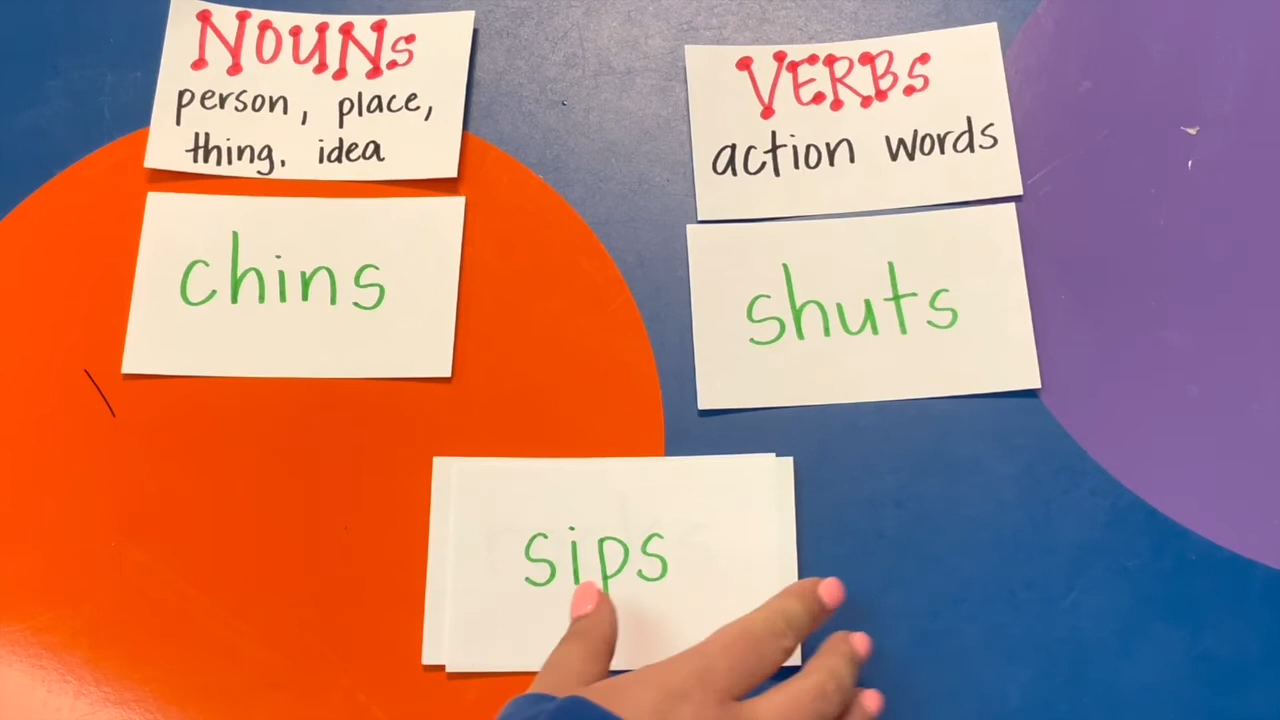 NOUNs
person, place,
thing, idea
VERBS
action words
chins
shuts
sips